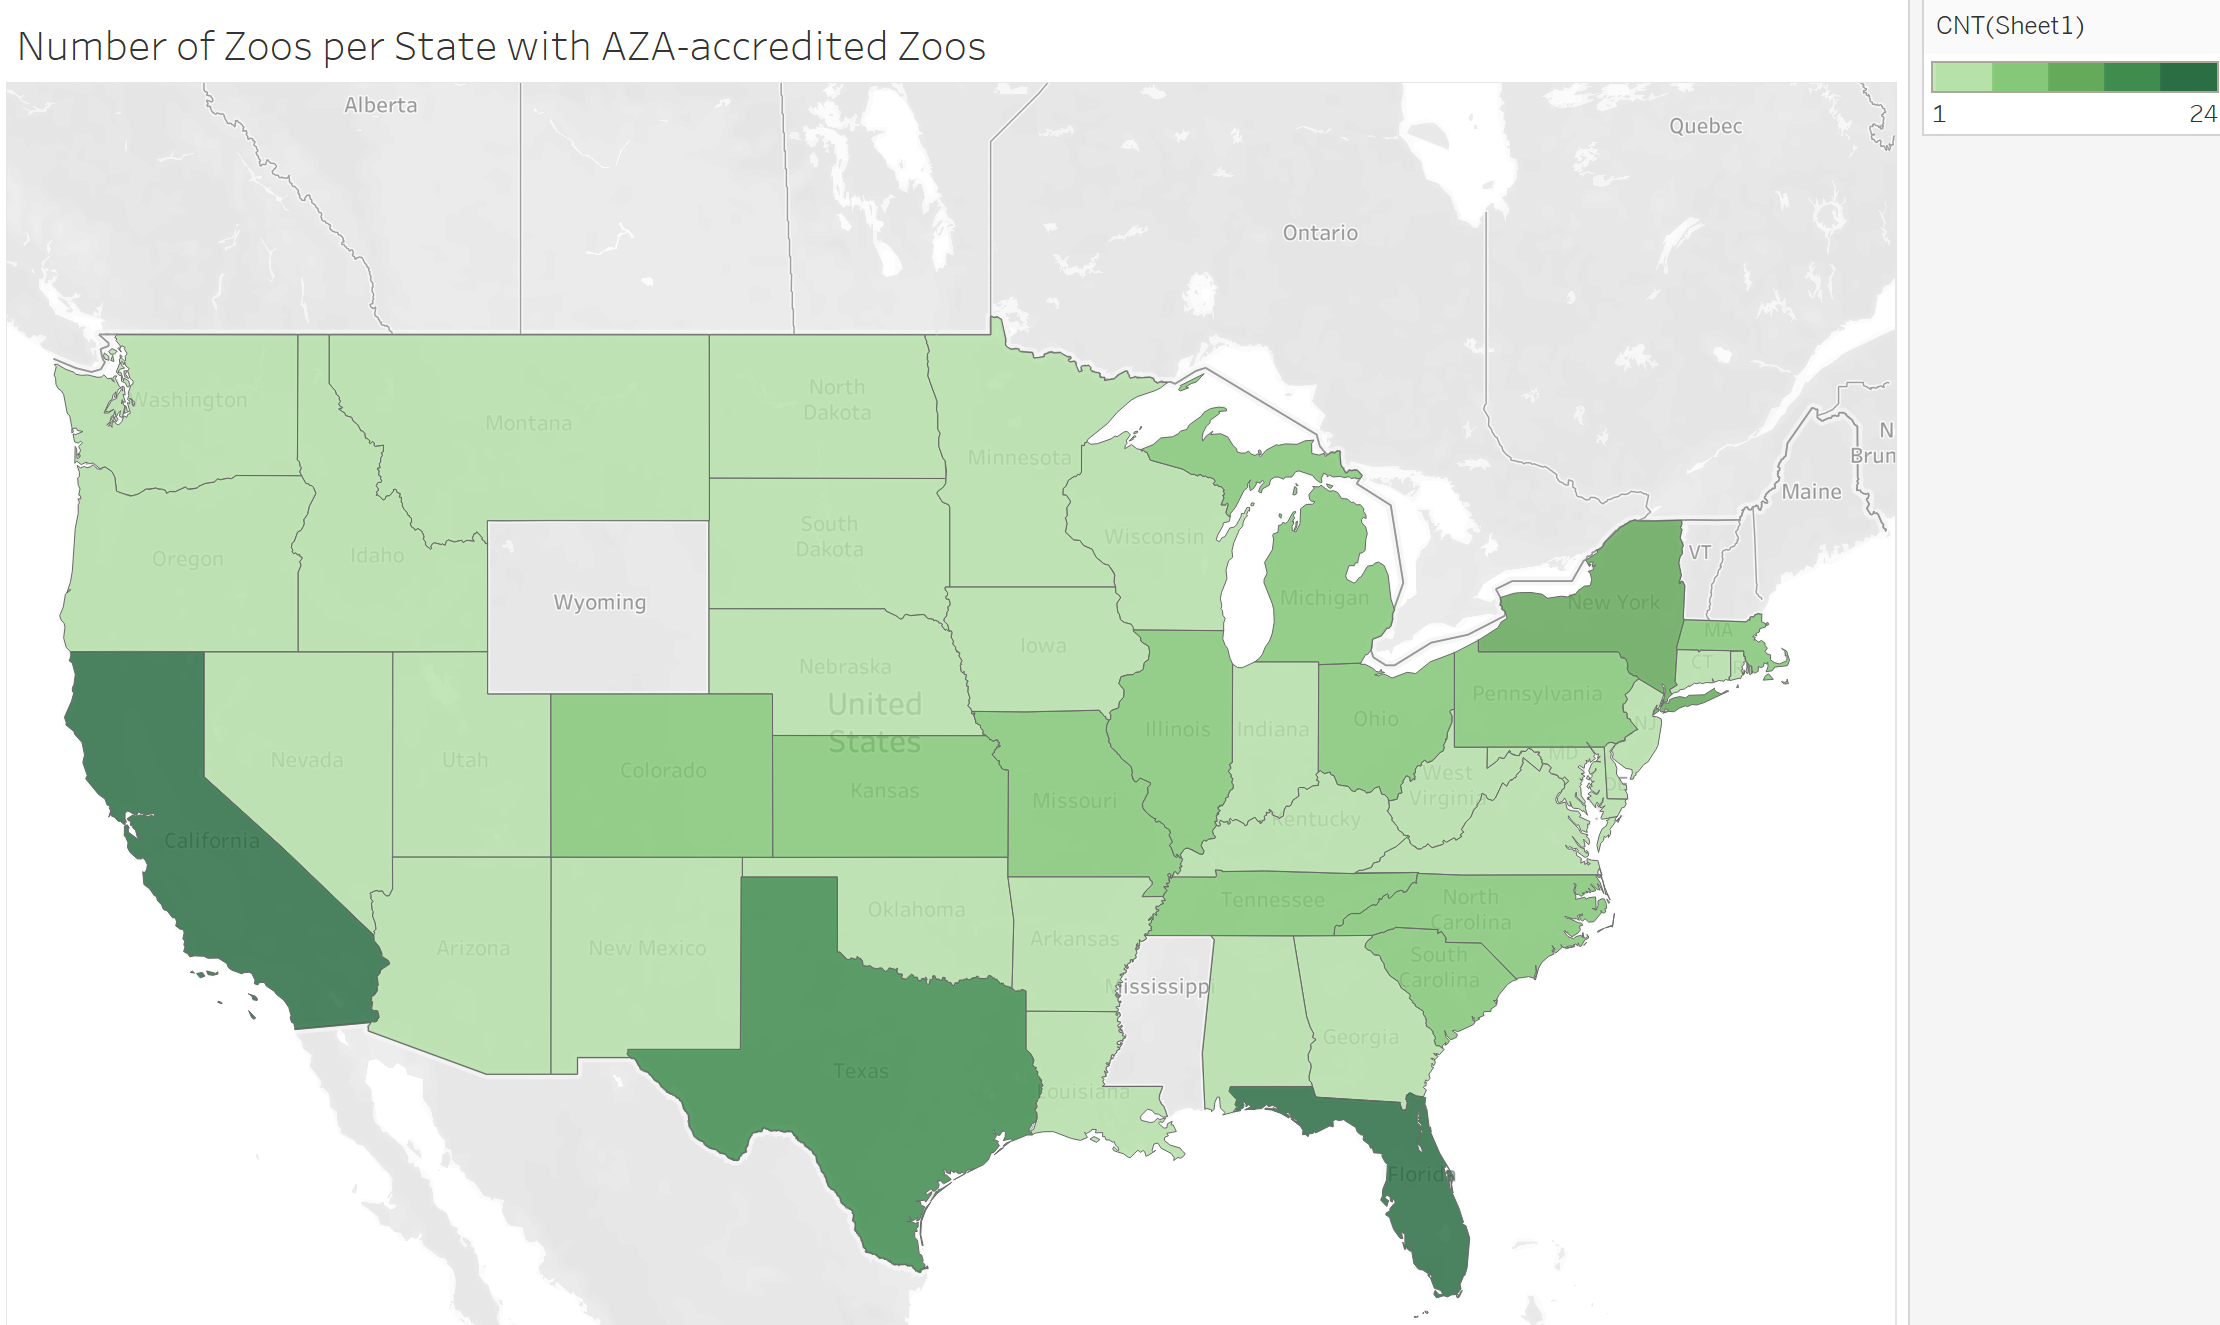 Number of Zoos per State with AZA-accredited Zoos
CNT(Sheet1)
1
24
Alberta
Quebec
Ontario
N
Brun
Maine
Washington
Montana
North
Dakota
Minnesota
South
Dakota
Wisconsin
Oregon
Idaho
Wyoming
Michigan
New York
VT
MA
CT
Iowa
Nebraska
United
States
Pennsylvania
NJ
Nevada
Utah
Colorado
Kansas
Missouri
Illinois
Indiana
Ohio
West
Virginia
MD
DE
Kentucky
California
Tennessee
North
Carolina
South
Carolina
Arizona
New Mexico
Oklahoma
Arkansas
Mississippi
Georgia
Texas
Louisiana
Florida